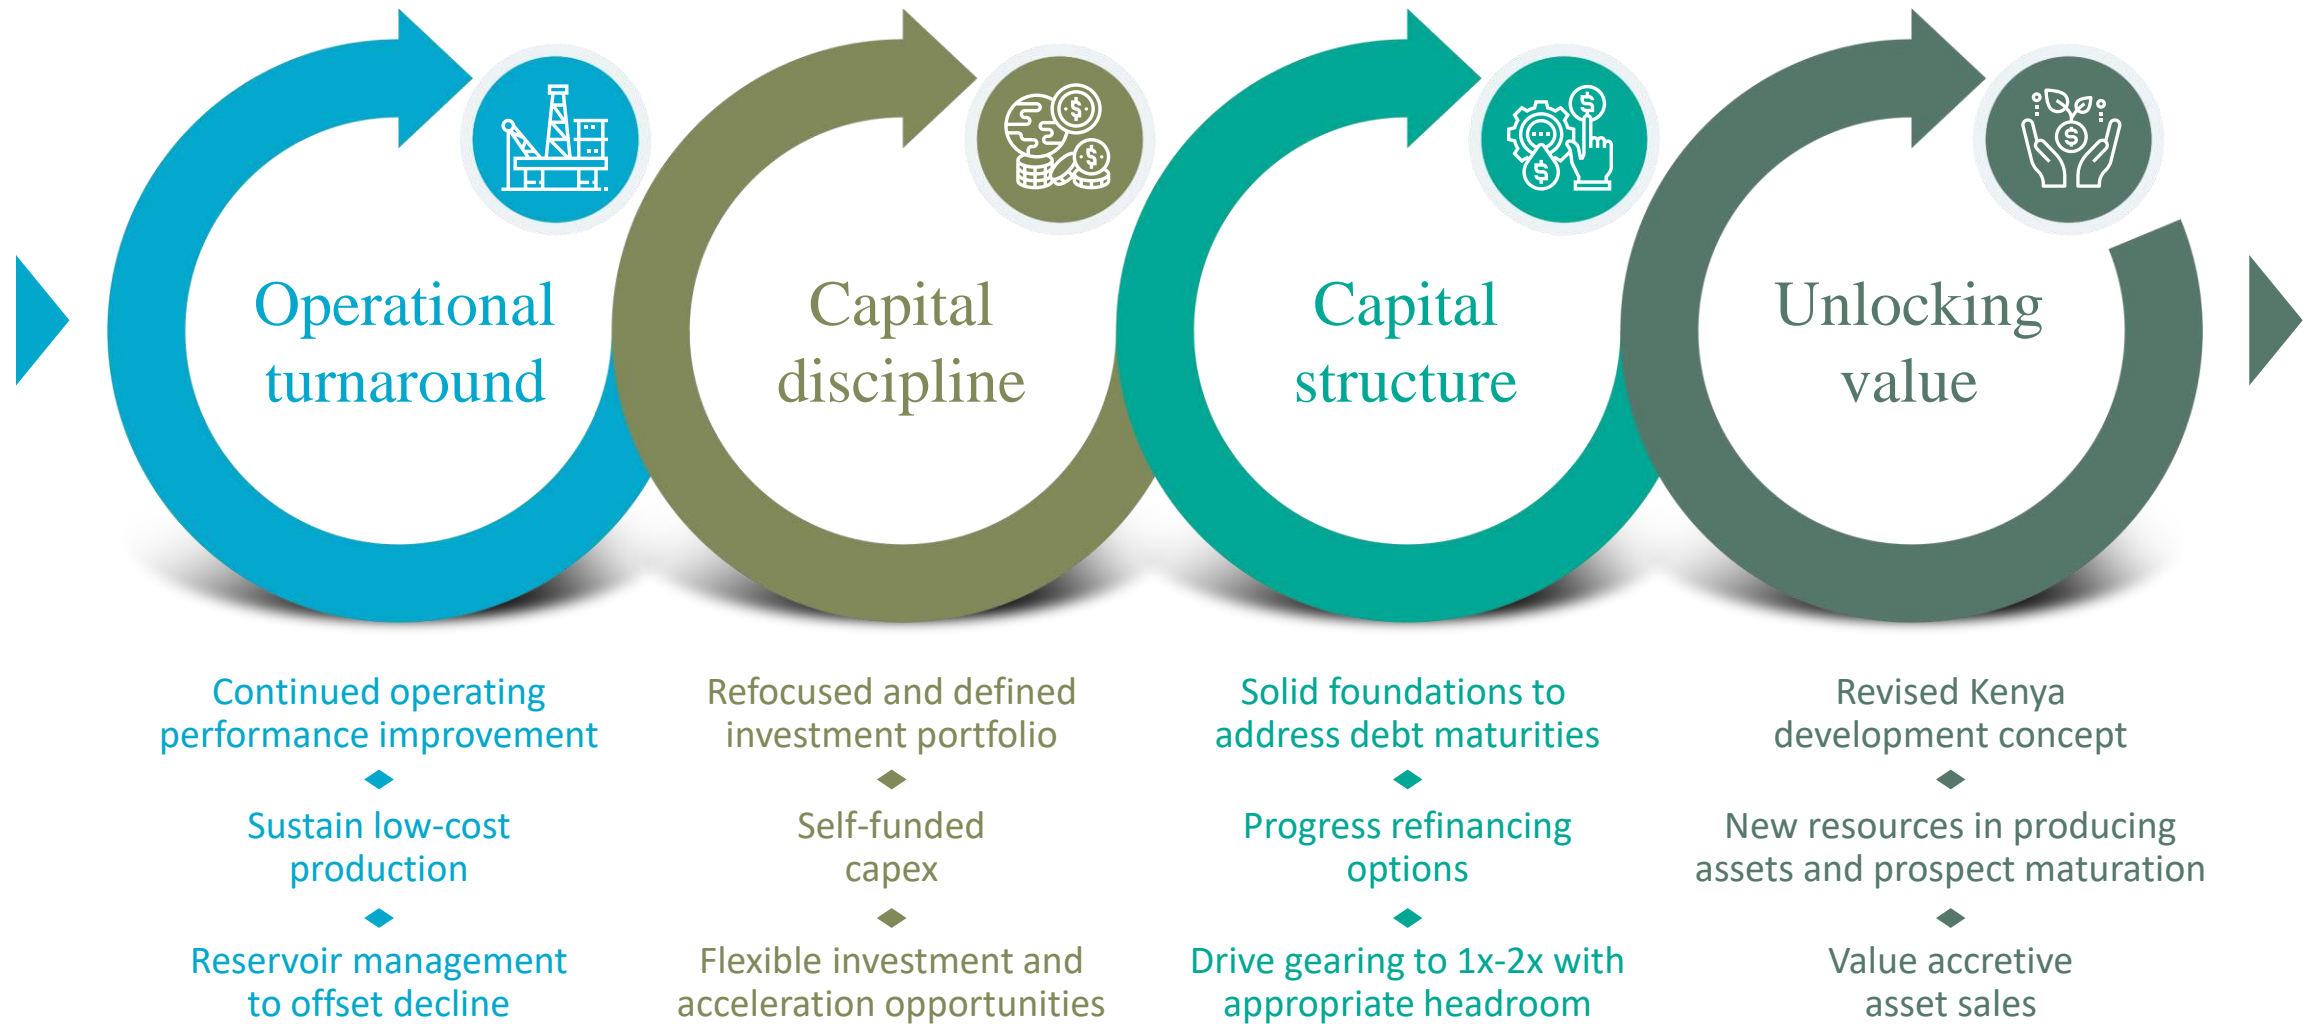 Operational
turnaround
Capital
discipline
Capital
structure
Unlocking
value
Continued operating
performance improvement
Sustain low-cost
production
Reservoir management
to offset decline
Refocused and defined
investment portfolio
Self-funded
capex
Flexible investment and
acceleration opportunities
Solid foundations to
address debt maturities
Progress refinancing
options
Drive gearing to 1x-2x with
appropriate headroom
Revised Kenya
development concept
New resources in producing
assets and prospect maturation
Value accretive
asset sales